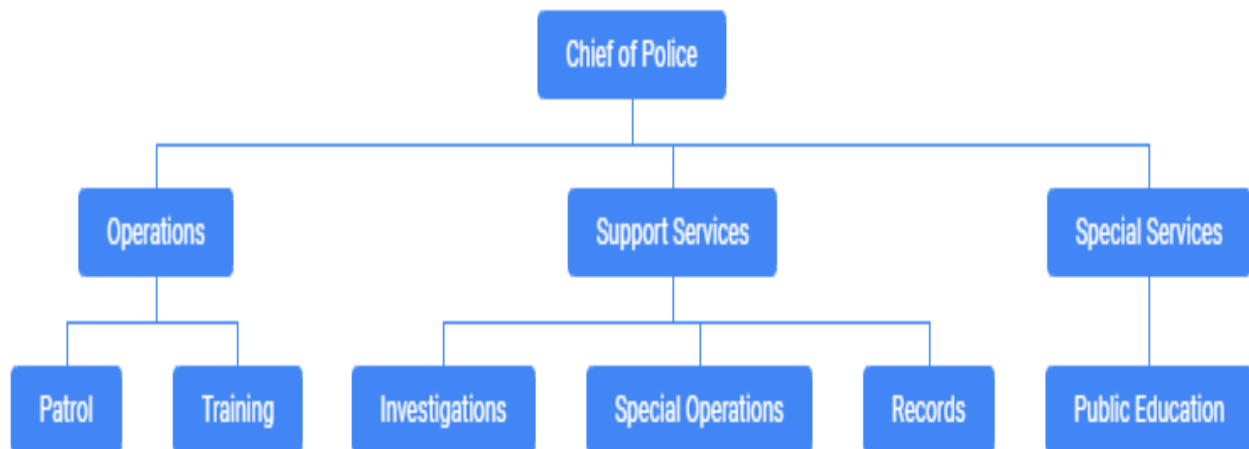 Chief of Police
Operations
Support Services
Special Services
Patrol
Training
Investigations
Special Operations
Records
Public Education